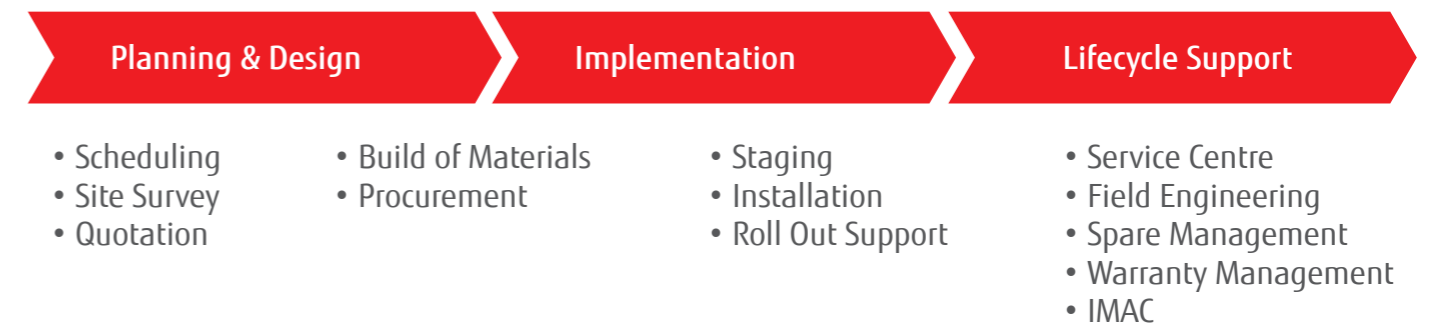 Planning & Design
Implementation
Lifecycle Support
• Scheduling
• Site Survey
• Quotation
• Build of Materials
• Procurement
• Staging
• Installation
• Roll Out Support
• Service Centre
• Field Engineering
• Spare Management
• Warranty Management
• IMAC